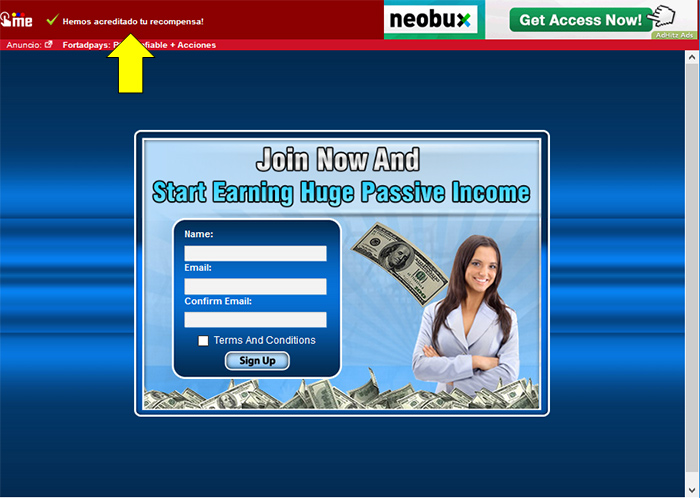 me
Hemos acreditado tu recompensa!
neobux
Get Access Now!
AdHitz Ads
Anuncio:
Fortadpays: P fiable + Acciones
Join Now And
Start Earning Huge Passive Income
Name:
Email:
Confirm Email:
Terms And Conditions
Sign Up